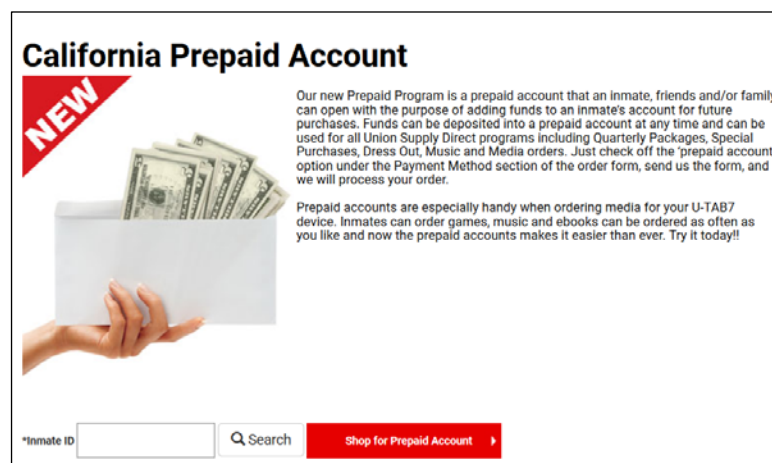 California Prepaid Account
NEW
Our new Prepaid Program is a prepaid account that an inmate, friends and/or family
can open with the purpose of adding funds to an inmate's account for future
purchases. Funds can be deposited into a prepaid account at any time and can be
used for all Union Supply Direct programs including Quarterly Packages, Special
Purchases, Dress Out, Music and Media orders. Just check off the 'prepaid account
option under the Payment Method section of the order form, send us the form, and
we will process your order.
Prepaid accounts are especially handy when ordering media for your U-TAB7
device. Inmates can order games, music and ebooks can be ordered as often as
you like and now the prepaid accounts makes it easier than ever. Try it today!!
*Inmate ID
Search
Shop for Prepaid Account